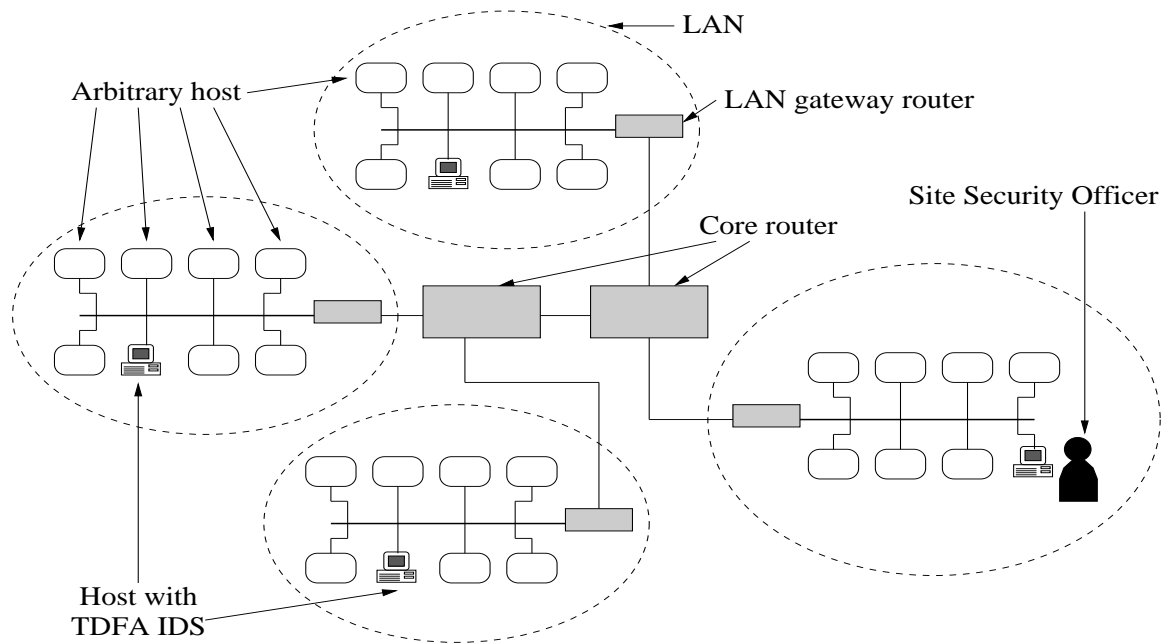 LAN
Arbitrary host
LAN gateway router
Site Security Officer
Core router
Host with
TDFA IDS